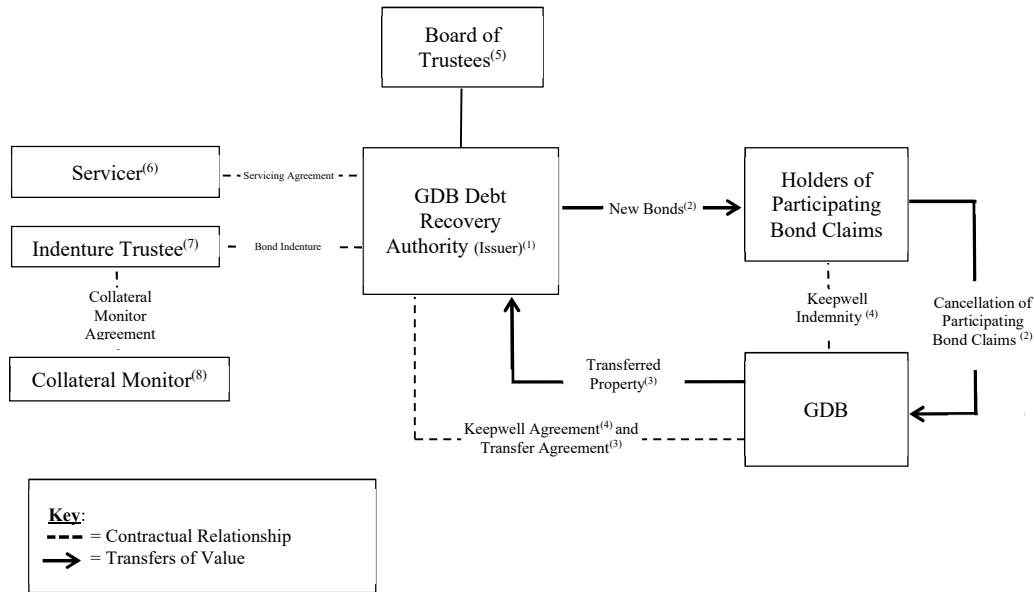 Board of
Trustees(5)
Servicer(6)
Servicing Agreement
GDB Debt
Recovery
Authority (Issuer)(1)
New Bonds(2)
Holders of
Participating
Bond Claims
Indenture Trustee(7)
Bond Indenture
Collateral
Monitor
Agreement
Keepwell
Indemnity (4)
Cancellation of
Participating
Bond Claims (2)
Collateral Monitor(8)
Transferred
Property(3)
GDB
Keepwell Agreement(4) and
Transfer Agreement(3)
Key:
= Contractual Relationship
= Transfers of Value